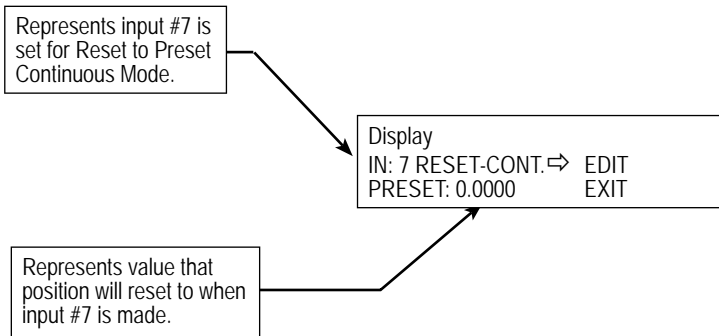 Represents input #7 is
set for Reset to Preset
Continuous Mode.
Display
IN: 7 RESET-CONT.⇨ EDIT
PRESET: 0.0000 EXIT
Represents value that
position will reset to when
input #7 is made.